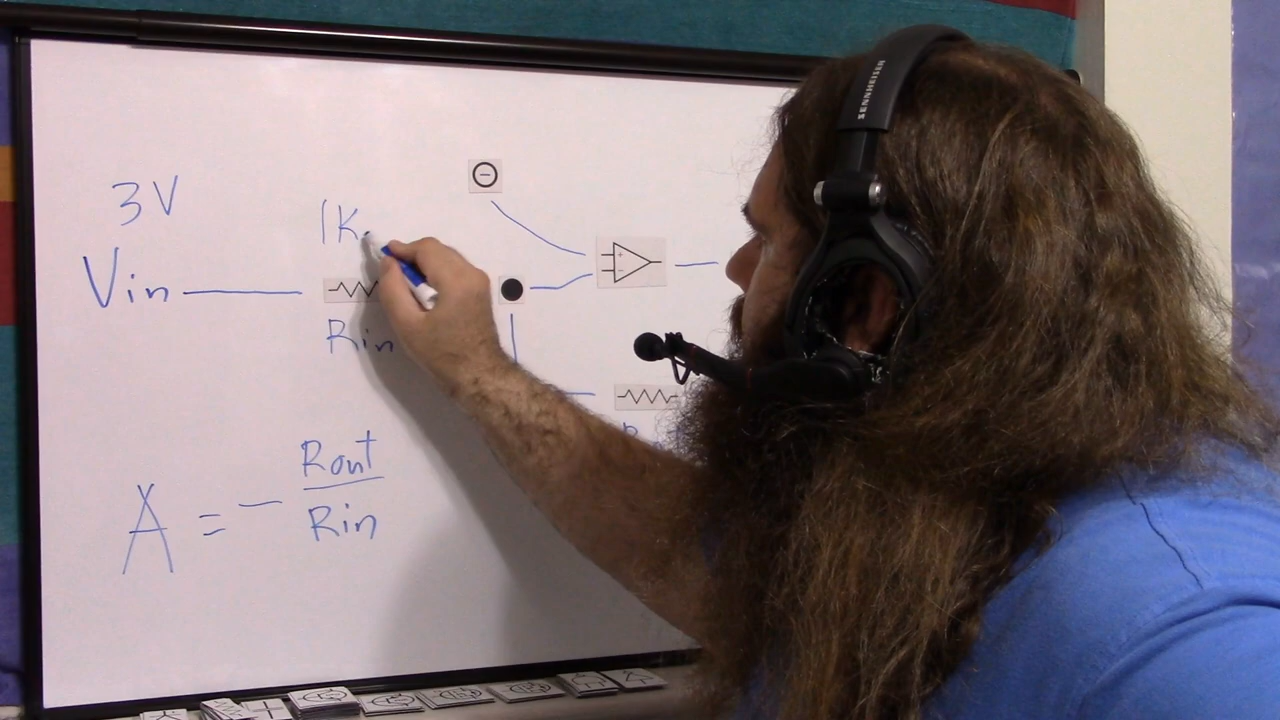 SENNHEISER
3V
1K
Vin
Rin
A = - Rout
Rin